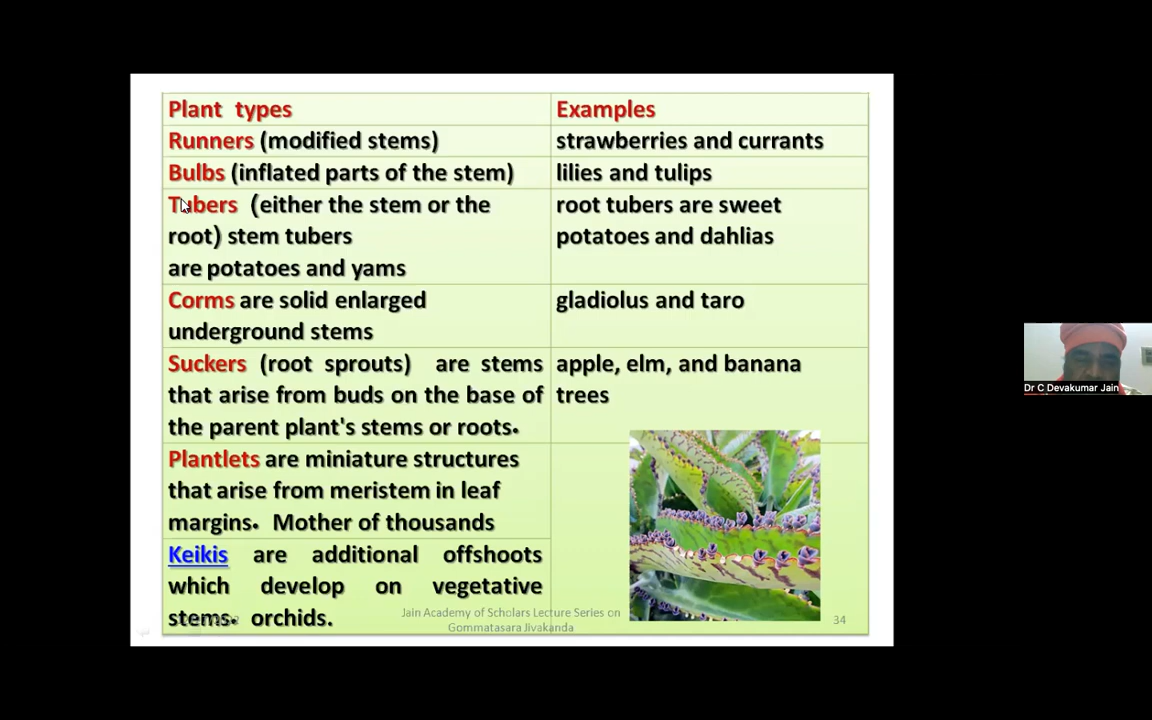 Plant types
Examples
Runners (modified stems)
strawberries and currants
Bulbs (inflated parts of the stem)
lilies and tulips
Tubers (either the stem or the
root) stem tubers
are potatoes and yams
root tubers are sweet
potatoes and dahlias
Corms are solid enlarged
underground stems
gladiolus and taro
Suckers (root sprouts) are stems
that arise from buds on the base of
the parent plant's stems or roots.
apple, elm, and banana
trees
Plantlets are miniature structures
that arise from meristem in leaf
margins. Mother of thousands
Keikis are additional offshoots
which develop on vegetative
stems. orchids.
Jain Academy of Scholars Lecture Series on
Gommatasara Jivakanda
34
Dr C Devakumar Jain